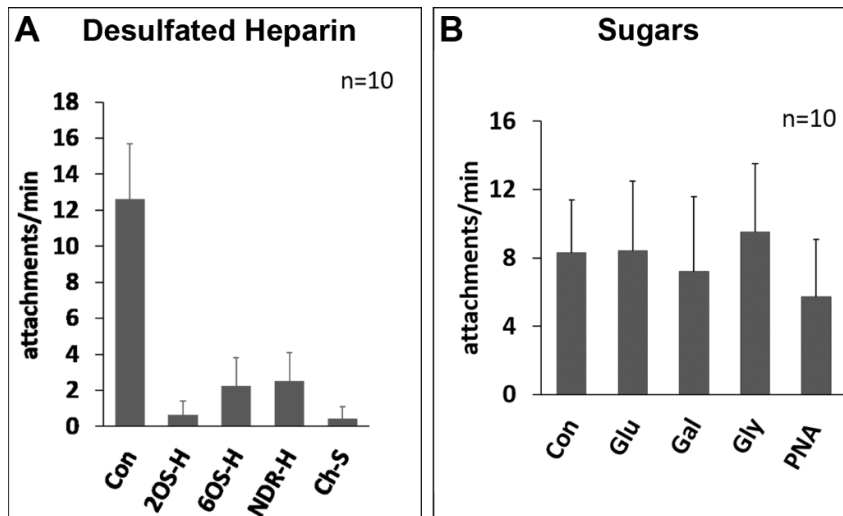 A Desulfated Heparin
n=10
attachments/min
18
16
14
12
10
8
6
4
2
0
Con
2OS-H
6OS-H
NDR-H
Ch-S
B Sugars
n=10
attachments/min
16
12
8
4
0
Con
Glu
Gal
Gly
PNA